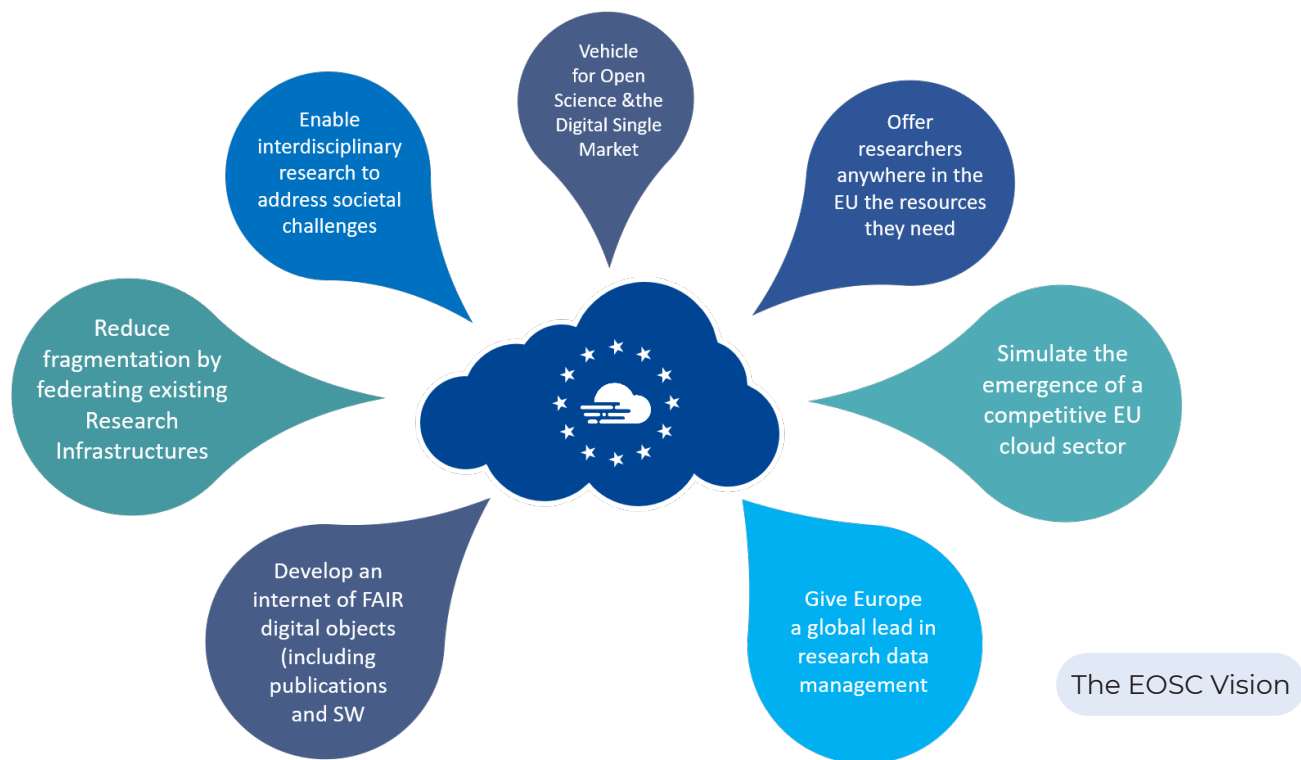 Vehicle
for Open
Science &the
Digital Single
Market
Enable
interdisciplinary
research to
address societal
challenges
Offer
researchers
anywhere in the
EU the resources
they need
Reduce
fragmentation by
federating existing
Research
Infrastructures
Simulate the
emergence of a
competitive EU
cloud sector
Develop an
internet of FAIR
digital objects
(including
publications
and SW
Give Europe
a global lead in
research data
management
The EOSC Vision